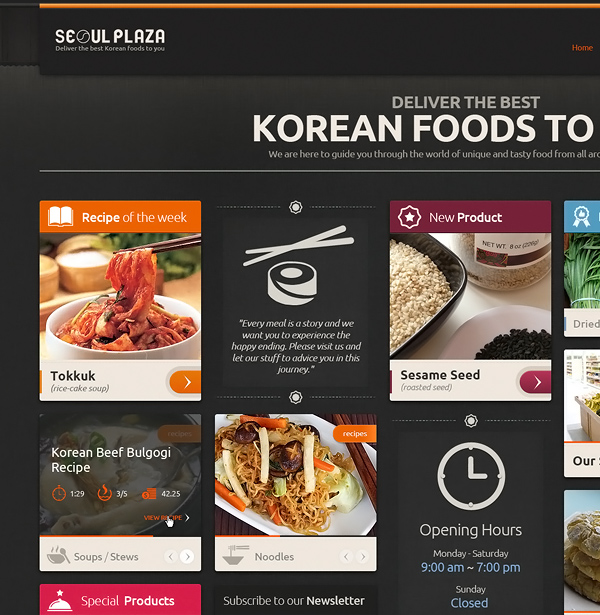 SEOUL PLAZA
Deliver the best Korean foods to you
Home
DELIVER THE BEST
KOREAN FOODS TO
We are here to guide you through the world of unique and tasty food from all
Recipe of the week
Tokkuk
(rice-cake soup)
"Every meal is a story and we
want you to experience the
happy ending. Please visit us and
let our stuff to advice you in this
journey."
New Product
NET WT. 8 oz (226g)
Sesame Seed
(roasted seed)
Dried
recipes
Korean Beef Bulgogi
Recipe
1:29
3/5
42.25
VIEW RECIPE
Soups / Stews
recipes
Noodles
Opening Hours
Monday - Saturday
9:00 am ~ 7:00 pm
Sunday
Closed
Our
Special Products
Subscribe to our Newsletter